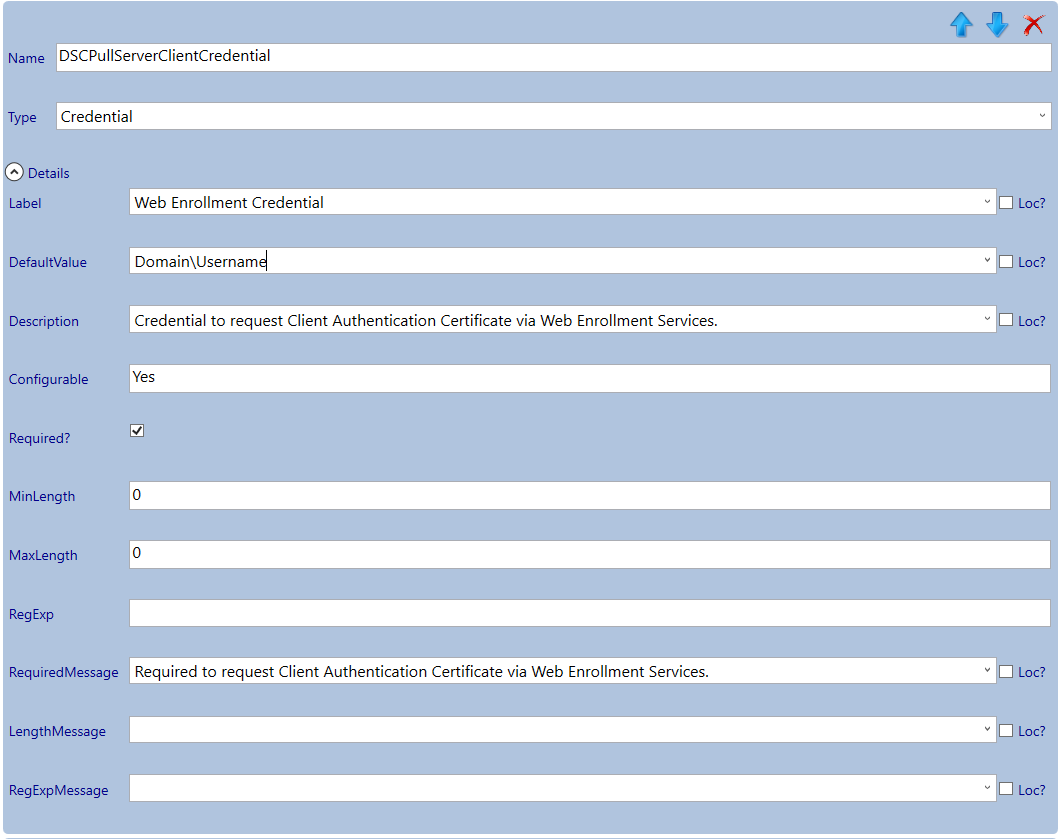 Name DSCPullServerClientCredential
Type Credential
Details
Label Web Enrollment Credential Loc?
DefaultValue Domain\Username Loc?
Description Credential to request Client Authentication Certificate via Web Enrollment Services. Loc?
Configurable Yes
Required?
MinLength 0
MaxLength 0
RegExp
RequiredMessage Required to request Client Authentication Certificate via Web Enrollment Services. Loc?
LengthMessage Loc?
RegExpMessage Loc?